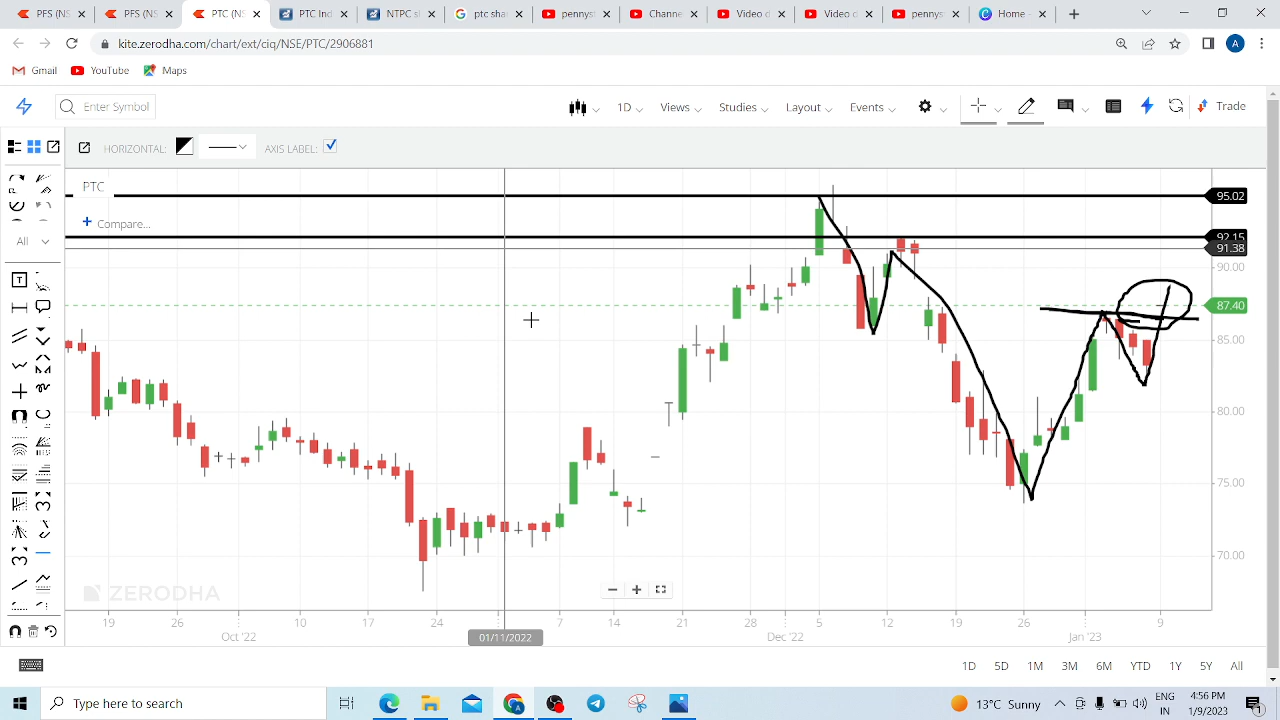 PFS (NS
PFS (NS
PTC (NS
PTC Ind
NTPC sl
ptc sha
pennyst
Channe
Video d
Video d
pennys
Home -
kite.zerodha.com/chart/ext/ciq/NSE/PTC/2906881
A
Gmail
YouTube
Maps
Enter Symbol
1D
Views
Studies
Layout
Events
Trade
HORIZONTAL:
AXIS LABEL:
PTC
Compare...
All
95.02
92.15
91.38
90.00
87.40
85.00
80.00
75.00
70.00
ZERODHA
19
26
10
17
24
7
14
21
5
12
19
26
9
Oct '22
01/11/2022
Dec '22
Jan '23
1D
5D
1M
3M
6M
YTD
1Y
5Y
All
Type here to search
13°C Sunny
ENG
IN
4:56 PM
1/9/2023